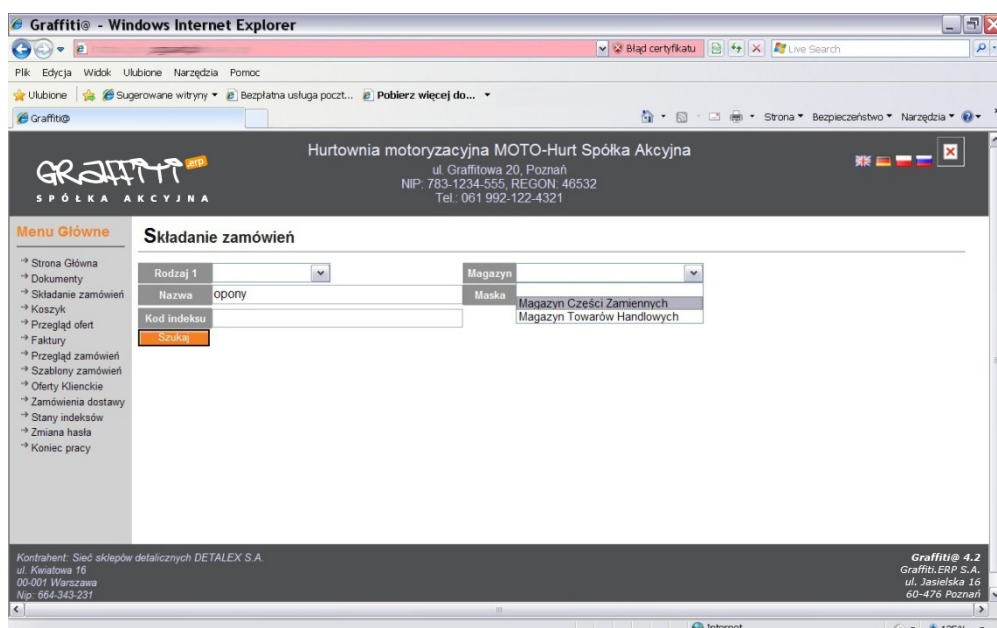 Graffiti@ - Windows Internet Explorer
Błąd certyfikatu
Live Search
Plik Edycja Widok Ulubione Narzędzia Pomoc
Ulubione Sugerowane witryny Bezpłatna usługa poczt... Pobierz więcej do...
Graffiti@
Strona Bezpieczeństwo Narzędzia
GRAFFITI .erp
SPÓŁKA AKCYJNA
Hurtownia motoryzacyjna MOTO-Hurt Spółka Akcyjna
ul. Graffitowa 20, Poznań
NIP: 783-1234-555, REGON: 46532
Tel.: 061 992-122-4321
Menu Główne
Strona Główna
Dokumenty
Składanie zamówień
Koszyk
Przegląd ofert
Faktury
Przegląd zamówień
Szablony zamówień
Oferty Klienckie
Zamówienia dostawy
Stany indeksów
Zmiana hasła
Koniec pracy
Składanie zamówień
Rodzaj 1
Magazyn
Nazwa opony
Maska
Magazyn Części Zamiennych
Magazyn Towarów Handlowych
Kod indeksu
Szukaj
Kontrahent: Sieć sklepów detalicznych DETALEX S.A.
ul. Kwiatowa 16
00-001 Warszawa
Nip: 664-343-231
Graffiti@ 4.2
Graffiti.ERP S.A.
ul. Jasielska 16
60-476 Poznań
Internet